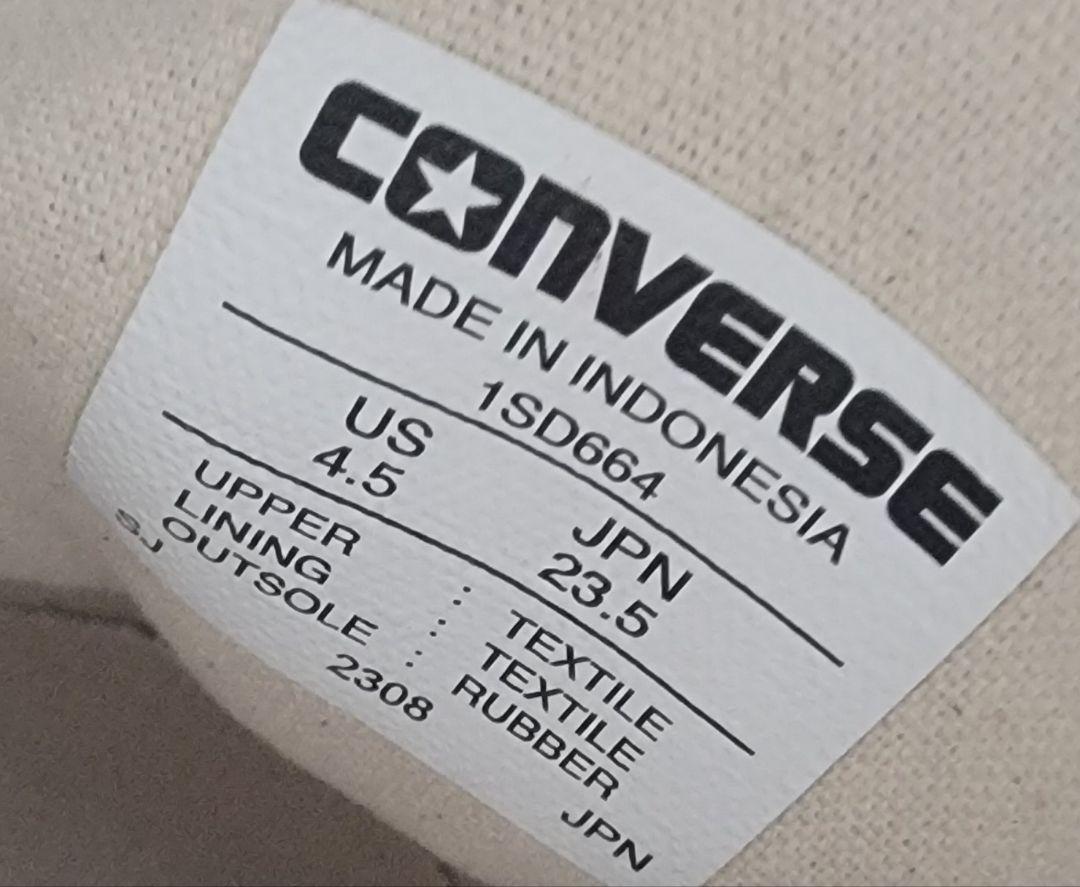 CONVERSE
MADE IN INDONESIA
1SD664
US JPN
4.5 23.5
UPPER : TEXTILE
LINING : TEXTILE
OUTSOLE : RUBBER
SJ 2308 JPN